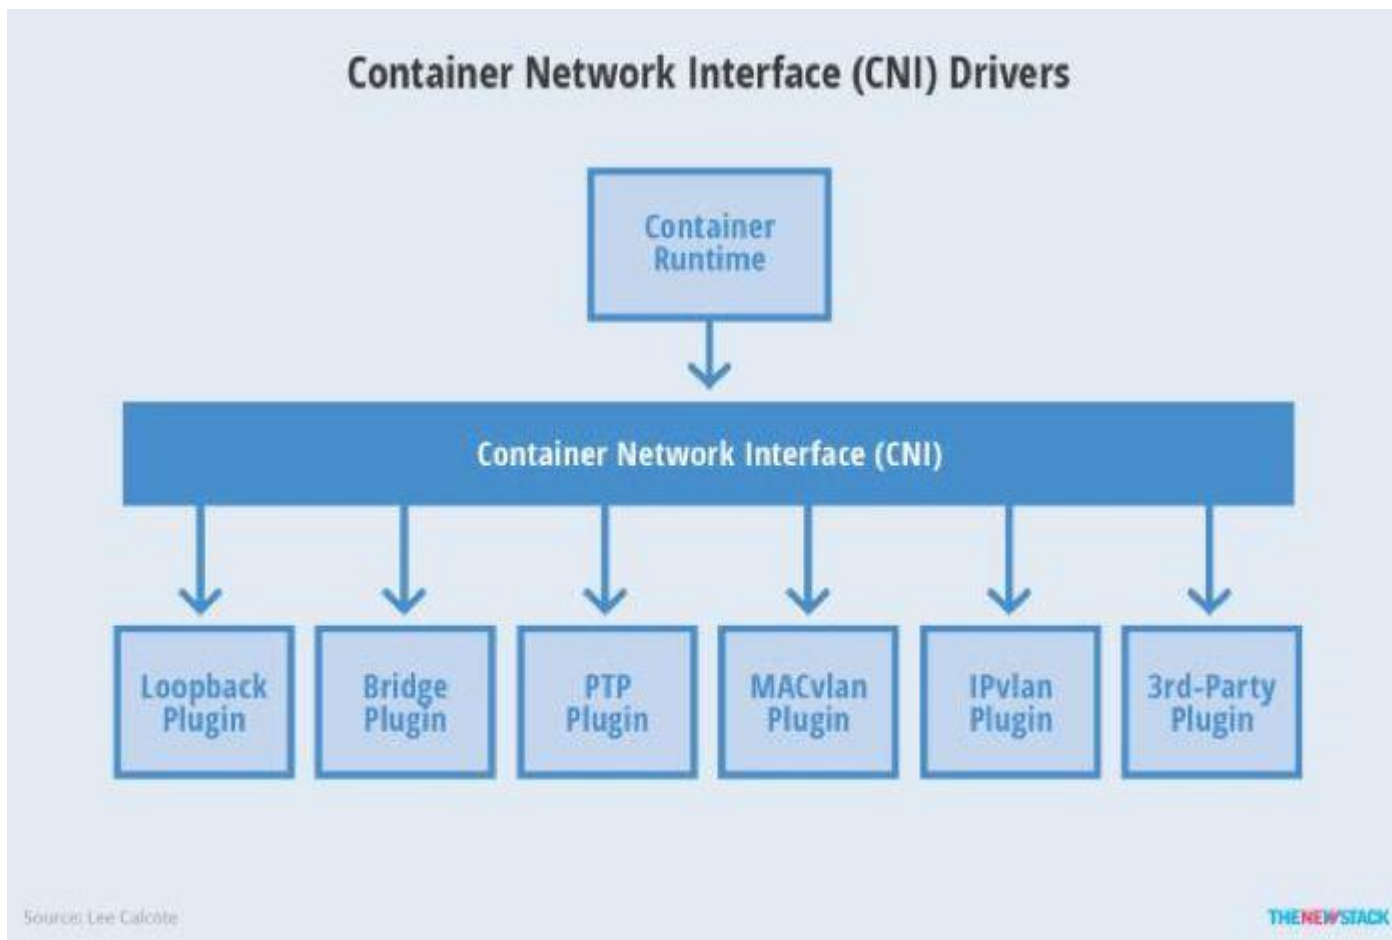 Container Network Interface (CNI) Drivers
Container
Runtime
Container Network Interface (CNI)
Loopback
Plugin
Bridge
Plugin
PTP
Plugin
MACvlan
Plugin
IPvlan
Plugin
3rd-Party
Plugin
Source: Lee Calcote
THENEWSTACK